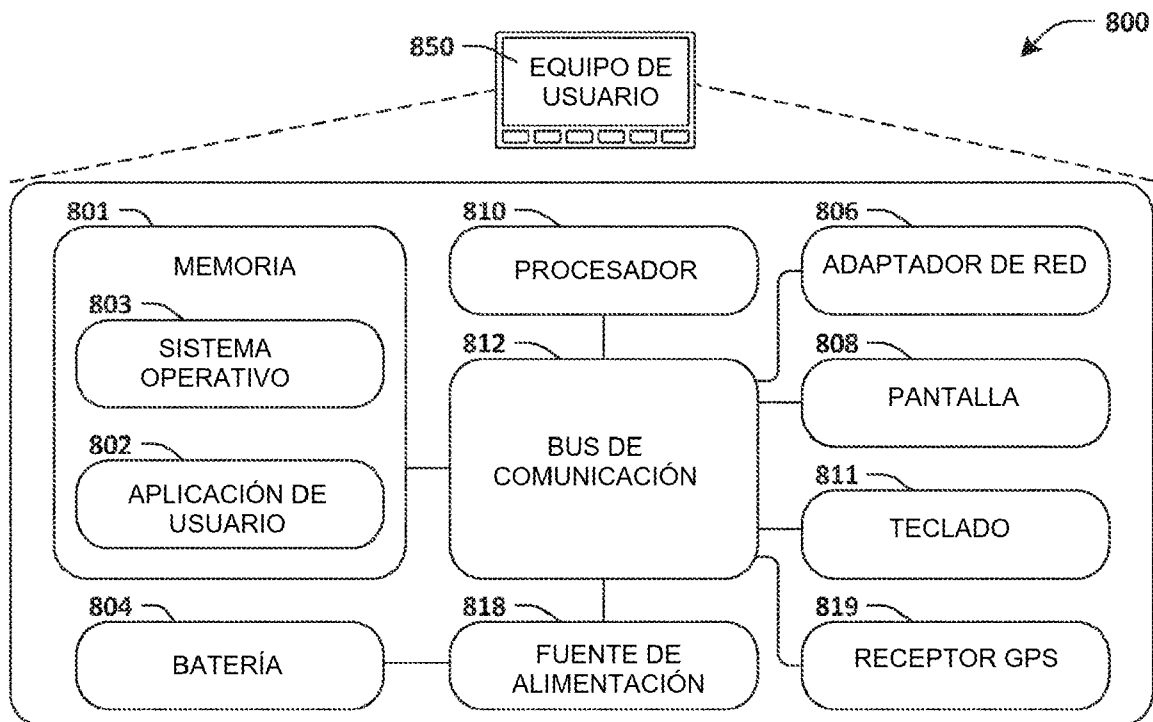 800
850
EQUIPO DE
USUARIO
801
MEMORIA
803
SISTEMA
OPERATIVO
802
APLICACIÓN DE
USUARIO
804
BATERÍA
810
PROCESADOR
812
BUS DE
COMUNICACIÓN
818
FUENTE DE
ALIMENTACIÓN
806
ADAPTADOR DE RED
808
PANTALLA
811
TECLADO
819
RECEPTOR GPS